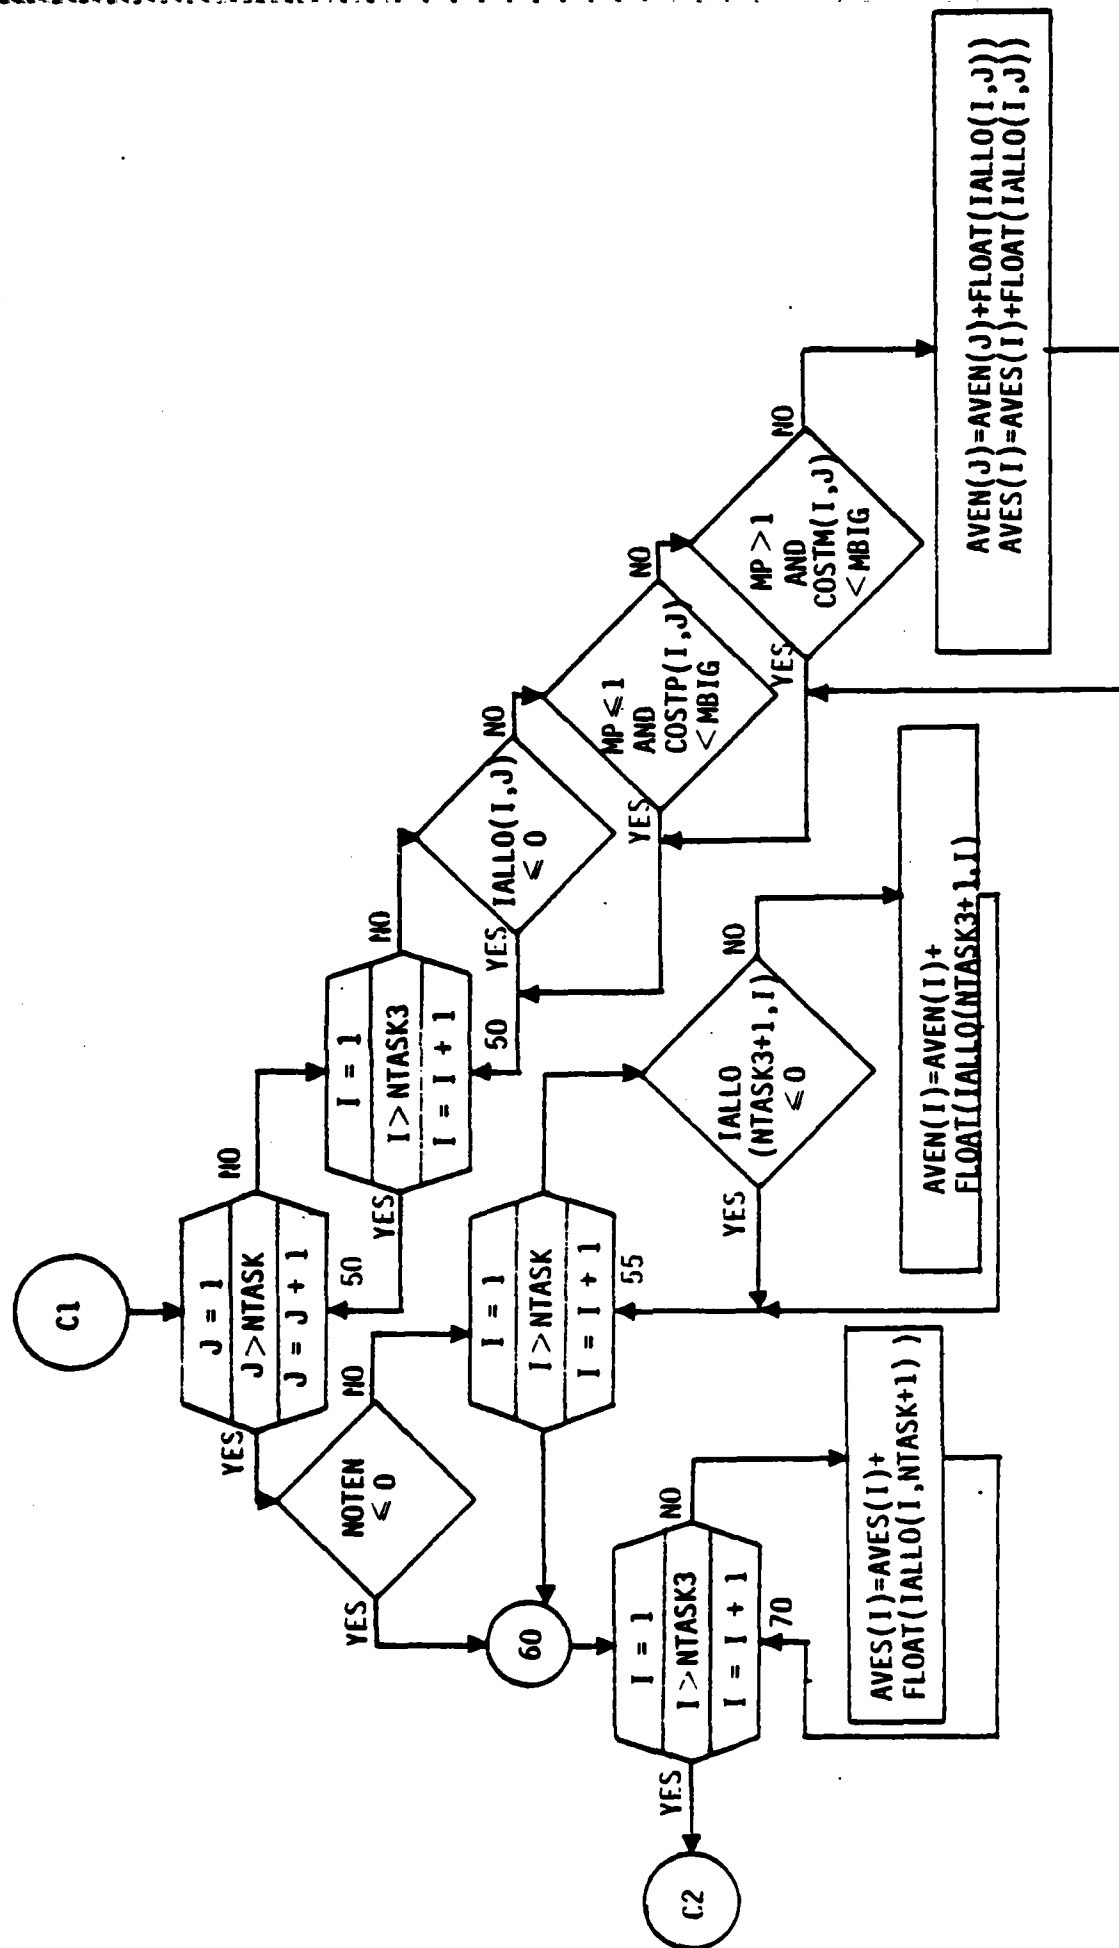 C1
J = 1
J > NTASK
J = J + 1
NO
YES
50
I = 1
I > NTASK3
I = I + 1
NO
YES
50
IALLO(I,J)
⩽ 0
NO
YES
MP ⩽ 1
AND
COSTP(I,J)
< MBIG
NO
YES
MP > 1
AND
COSTM(I,J)
< MBIG
NO
YES
AVEN(J)=AVEN(J)+FLOAT(IALLO(I,J))
AVES(I)=AVES(I)+FLOAT(IALLO(I,J))
NOTEN
⩽ 0
NO
YES
I = 1
I > NTASK
I = I + 1
55
IALLO
(NTASK3+1,I)
⩽ 0
NO
YES
AVEN(I)=AVEN(I)+
FLOAT(IALLO(NTASK3+1,I)
60
I = 1
I > NTASK3
I = I + 1
70
NO
YES
AVES(I)=AVES(I)+
FLOAT(IALLO(I,NTASK+1) )
C2